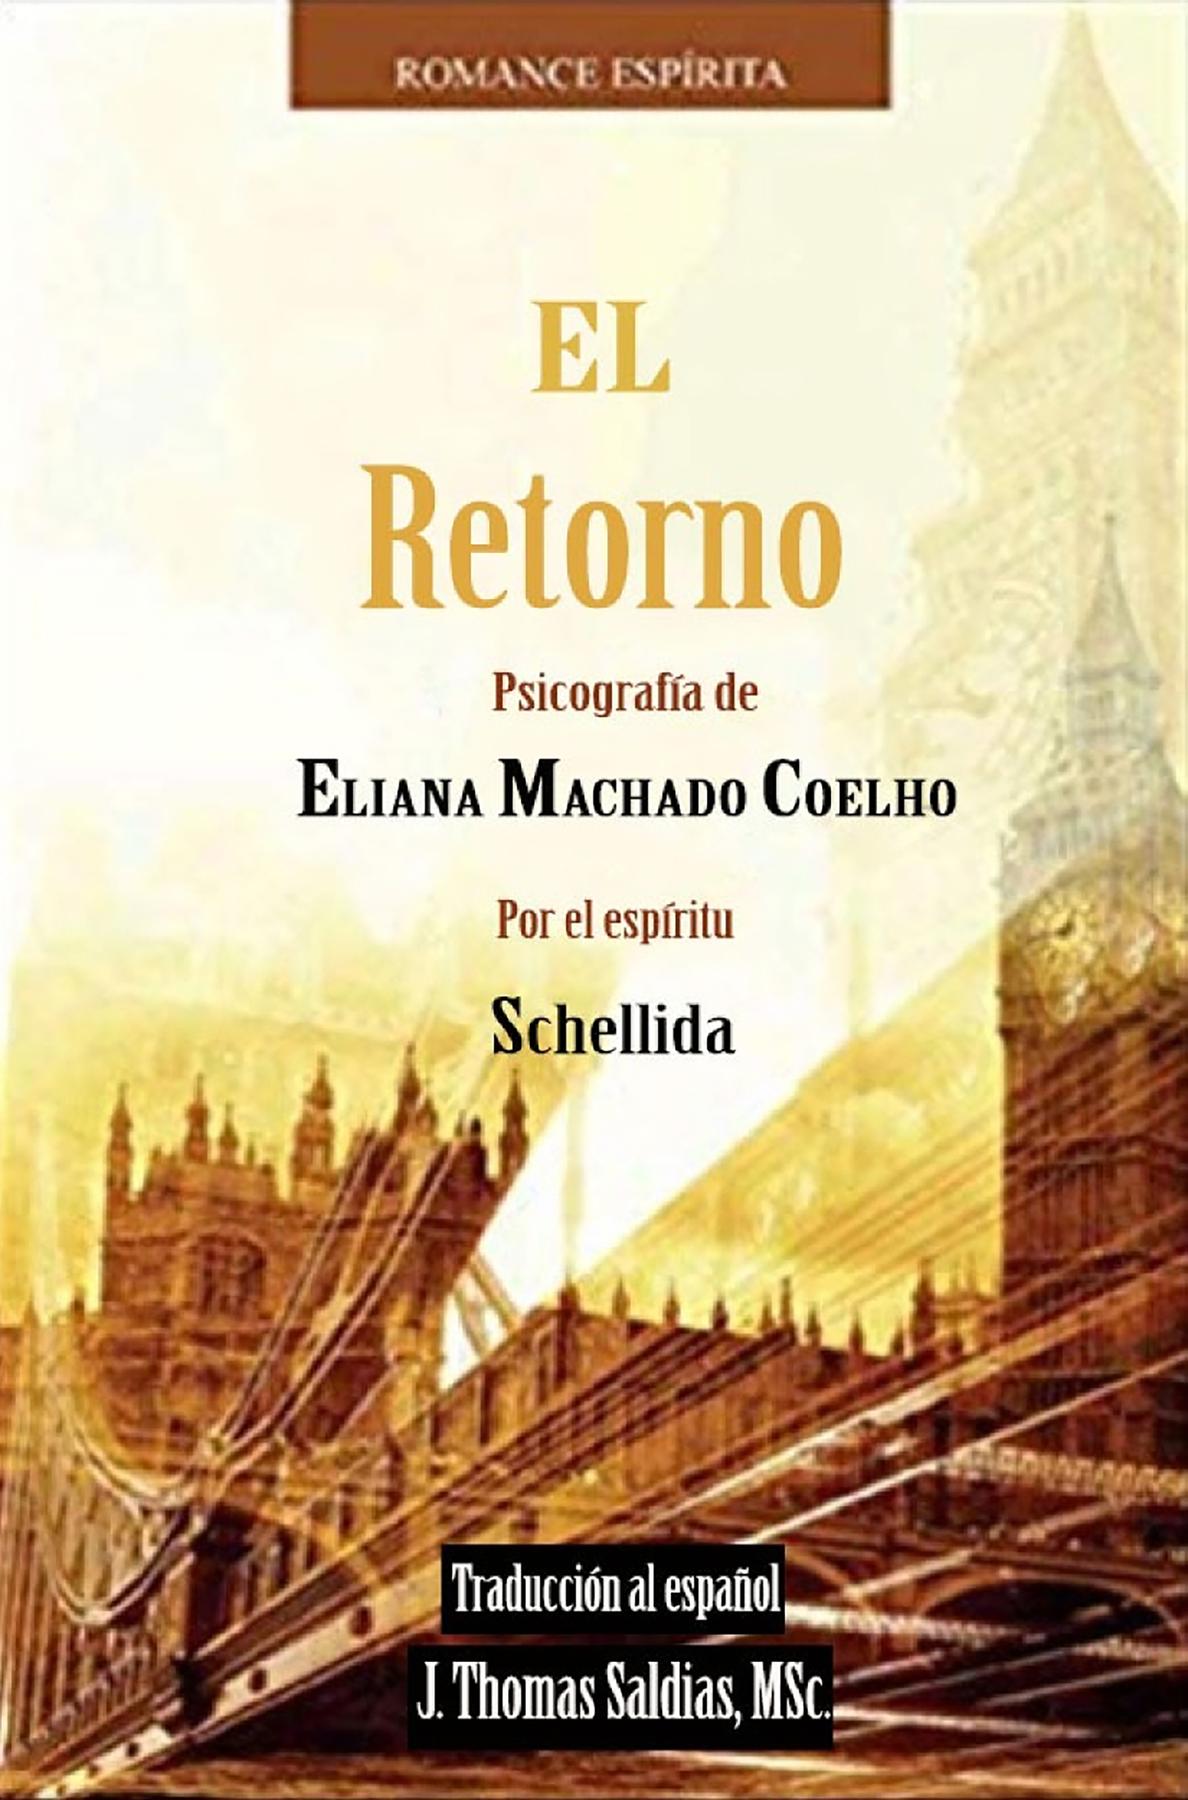 ROMANCE ESPÍRITA
EL
Retorno
Psicografía de
ELIANA MACHADO COELHO
Por el espíritu
Schellida
Traducción al español
J. Thomas Saldias, MSc.